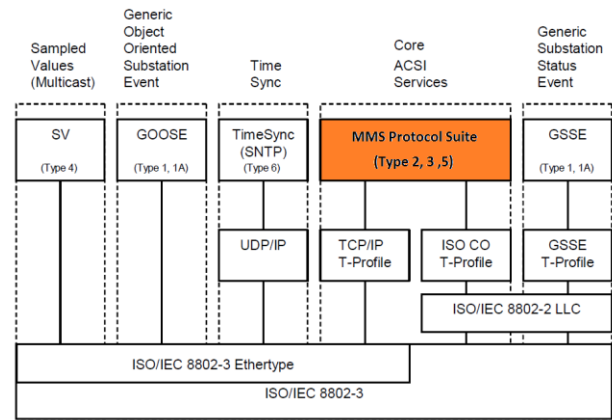 Sampled
Values
(Multicast)
Generic
Object
Oriented
Substation
Event
Time
Sync
Core
ACSI
Services
Generic
Substation
Status
Event
SV
(Type 4)
GOOSE
(Type 1, 1A)
TimeSync
(SNTP)
(Type 6)
MMS Protocol Suite
(Type 2, 3 ,5)
GSSE
(Type 1, 1A)
UDP/IP
TCP/IP
T-Profile
ISO CO
T-Profile
GSSE
T-Profile
ISO/IEC 8802-2 LLC
ISO/IEC 8802-3 Ethertype
ISO/IEC 8802-3